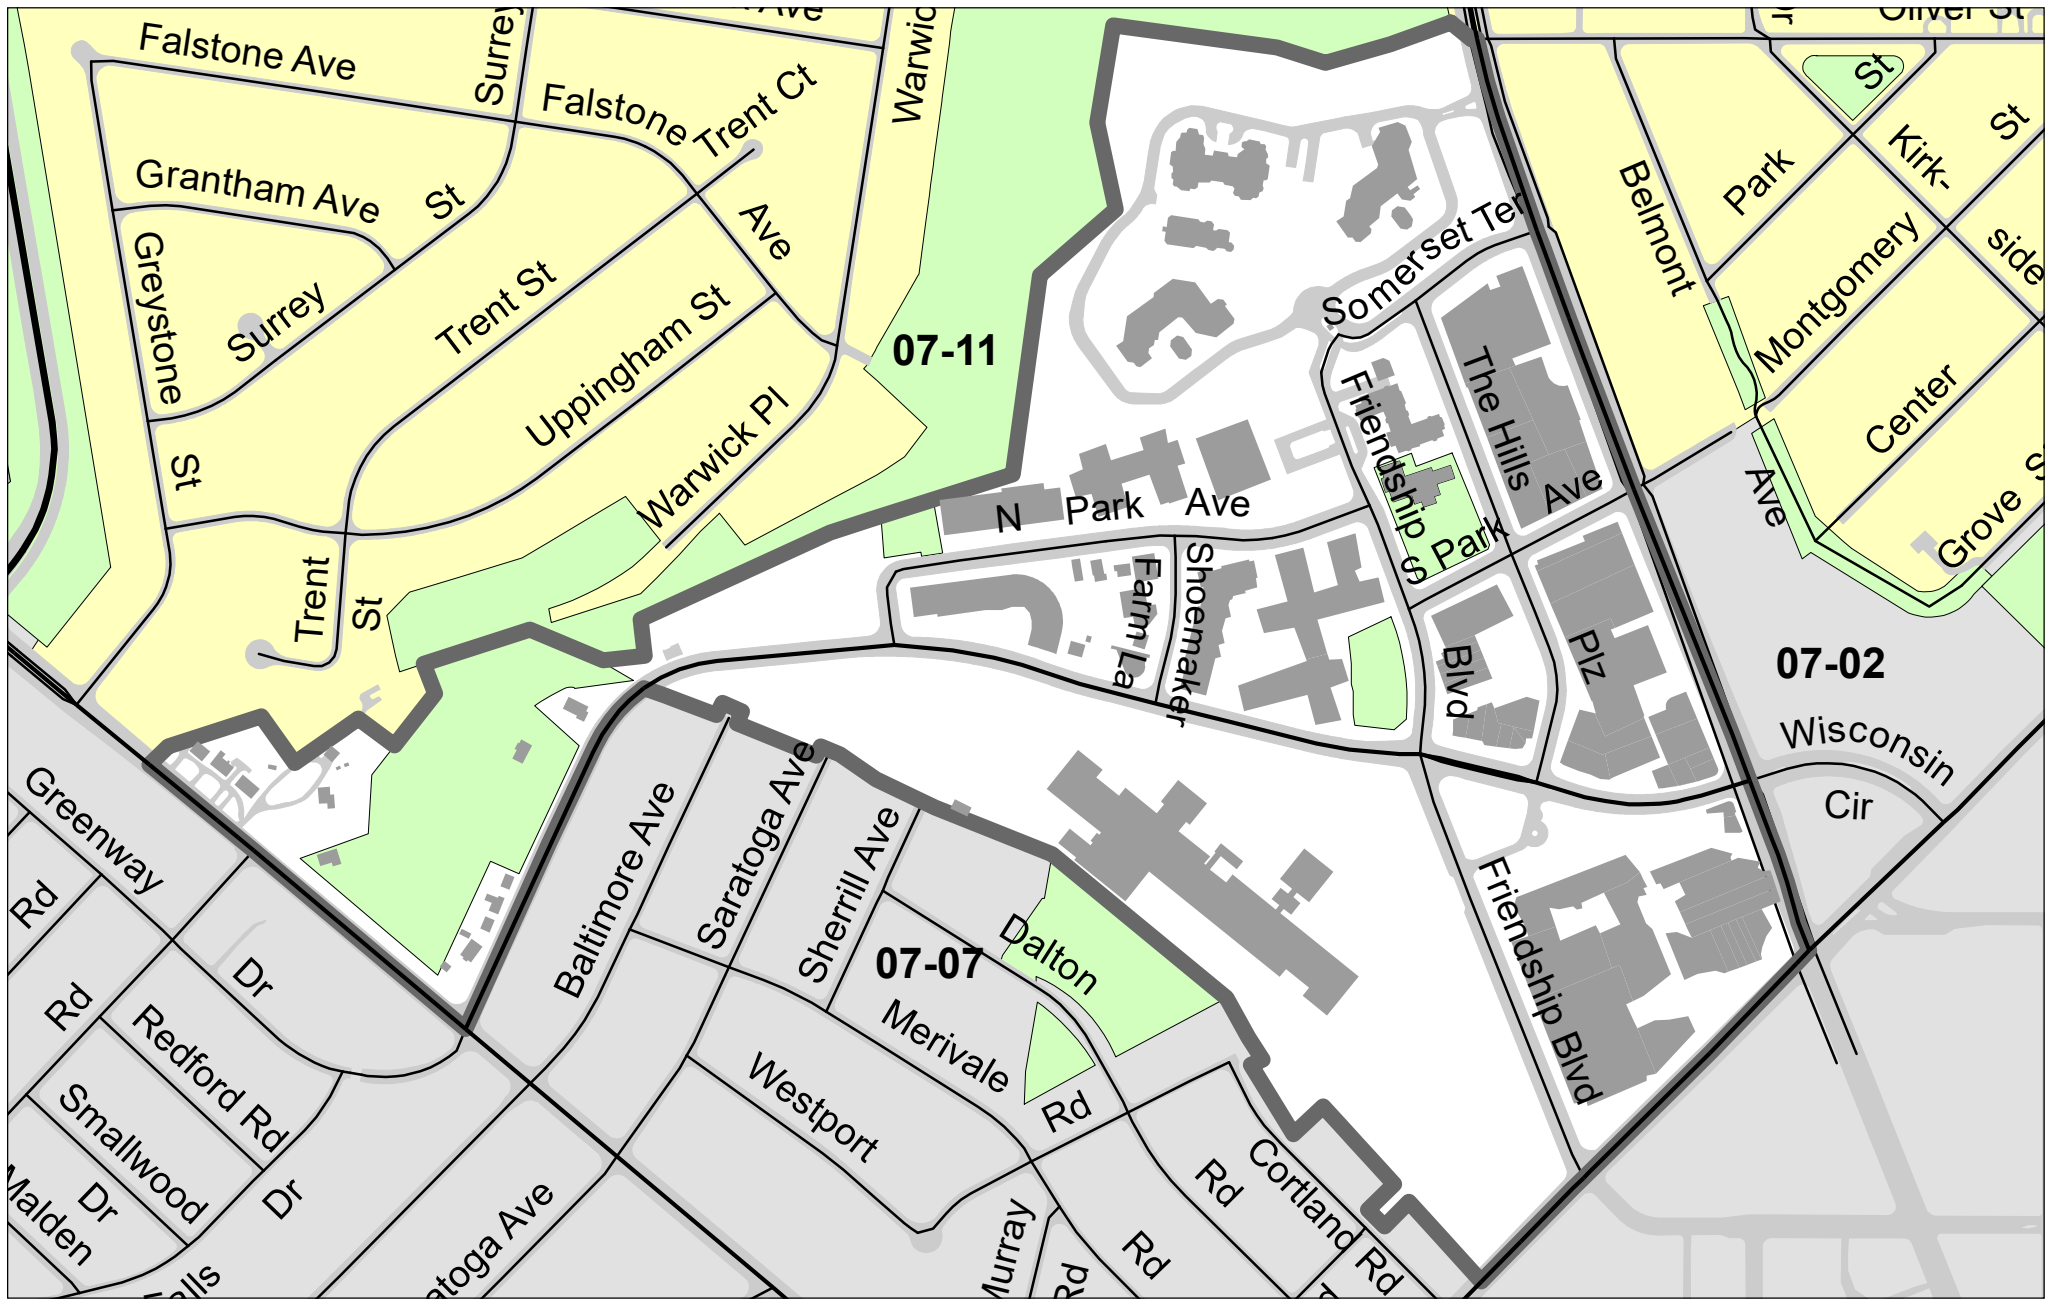 Ave
Oliver St
Falstone Ave
Surrey
Falstone
Trent Ct
St
Grantham Ave
St
Ave
Greystone
St
Surrey
Trent St
Uppingham St
Warwick Pl
07-11
Trent
St
Somerset Ter
Belmont
Park
Kirk-
St
side
Montgomery
Center
Ave
Grove
The Hills
Plz
Friendship
Blvd
N Park Ave
S Park Ave
Shoemaker
Farm La
07-02
Wisconsin
Cir
Friendship Blvd
Greenway
Rd
Dr
Rd
Redford Rd
Smallwood
Dr
Malden
Dr
Baltimore Ave
Saratoga Ave
Sherrill Ave
07-07
Dalton
Merivale
Rd
Westport
Rd
Cortland
Rd
Murray
Rd
Rd
atoga Ave